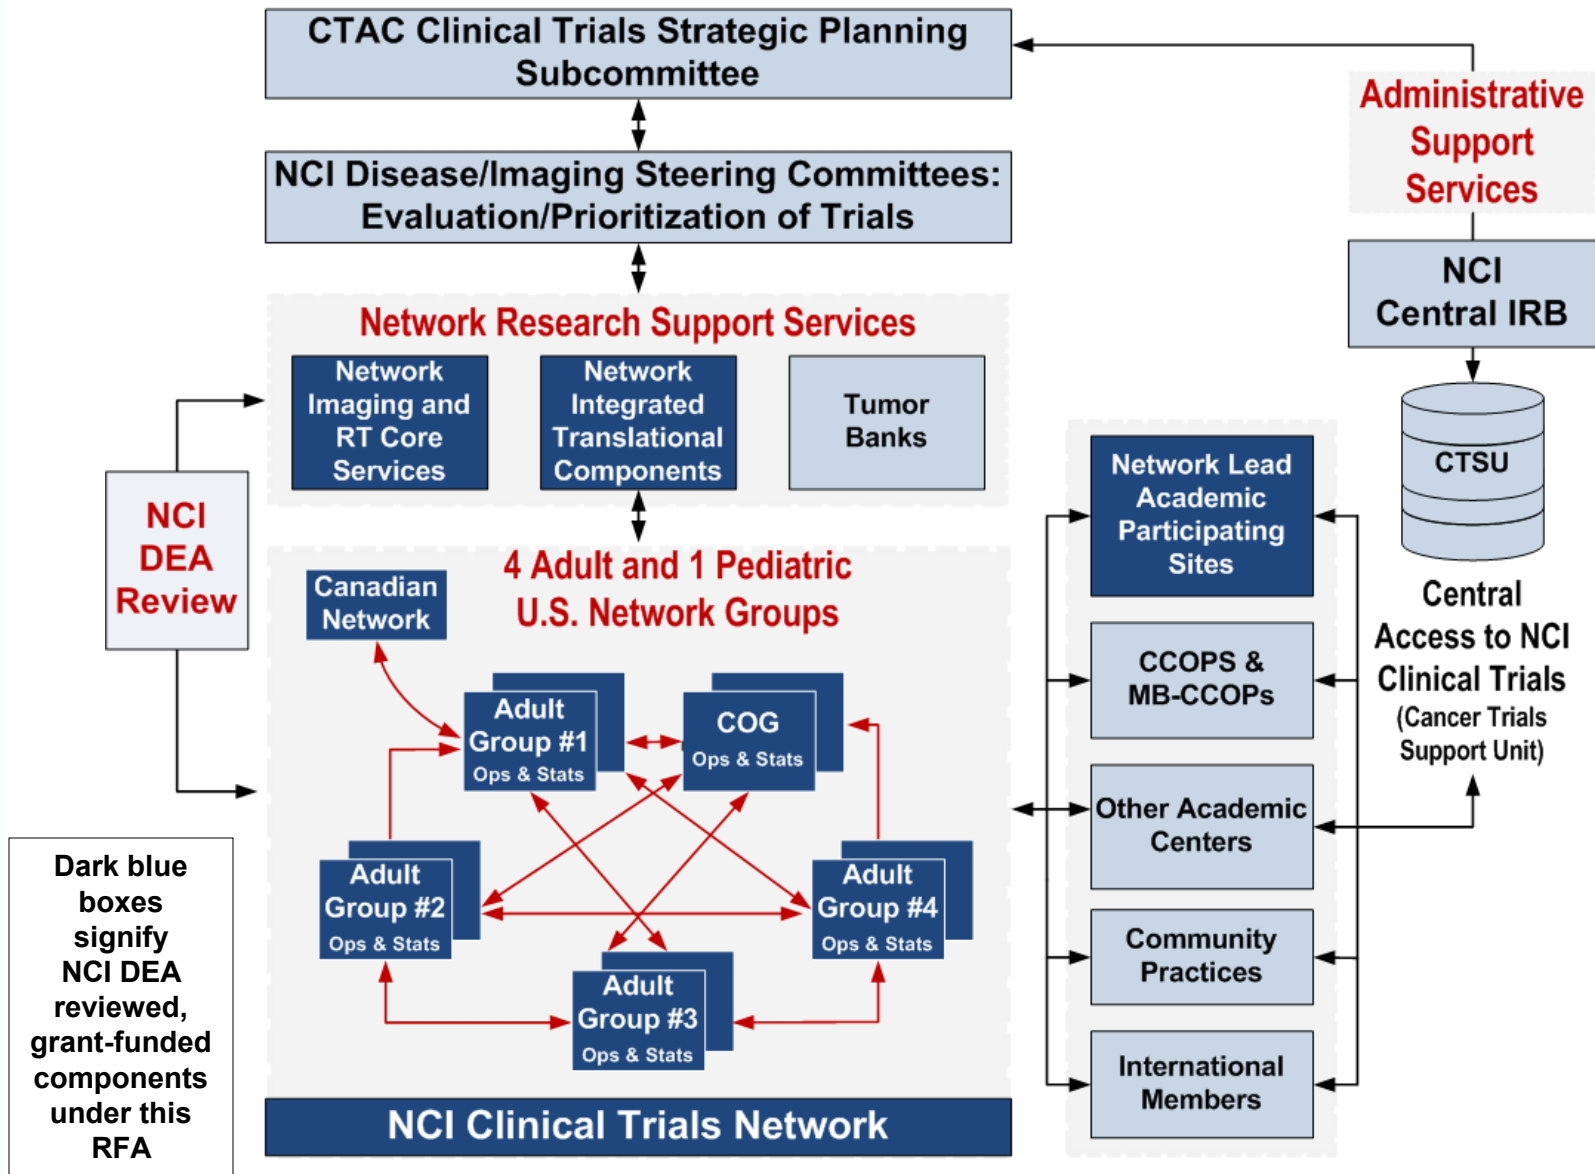 CTAC Clinical Trials Strategic Planning
Subcommittee
Administrative
Support
Services
NCI Disease/Imaging Steering Committees:
Evaluation/Prioritization of Trials
NCI
Central IRB
Network Research Support Services
Network
Imaging and
RT Core
Services
Network
Integrated
Translational
Components
Tumor
Banks
CTSU
Central
Access to NCI
Clinical Trials
(Cancer Trials
Support Unit)
NCI
DEA
Review
4 Adult and 1 Pediatric
U.S. Network Groups
Canadian
Network
Adult
Group #1
Ops & Stats
COG
Ops & Stats
Adult
Group #2
Ops & Stats
Adult
Group #4
Ops & Stats
Adult
Group #3
Ops & Stats
NCI Clinical Trials Network
Network Lead
Academic
Participating
Sites
CCOPS &
MB-CCOPs
Other Academic
Centers
Community
Practices
International
Members
Dark blue
boxes
signify
NCI DEA
reviewed,
grant-funded
components
under this
RFA